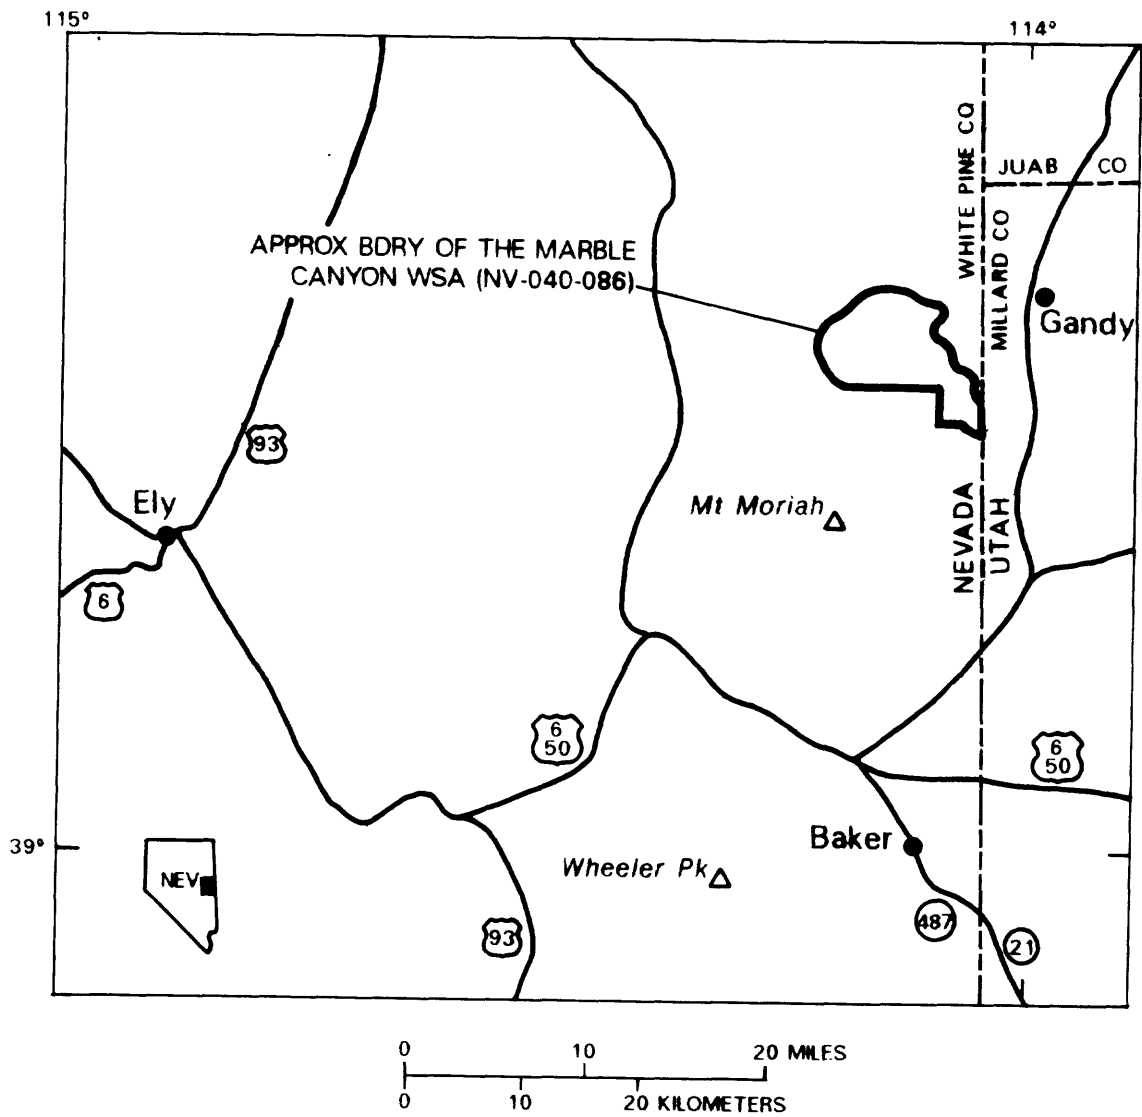 115°
114°
WHITE PINE CO
JUAB CO
MILLARD CO
APPROX BDRY OF THE MARBLE
CANYON WSA (NV-040-086)
Gandy
93
Ely
Mt Moriah
NEVADA
UTAH
6
6
50
6
50
Baker
39°
Wheeler Pk
NEV
487
93
21
0 10 20 MILES
0 10 20 KILOMETERS